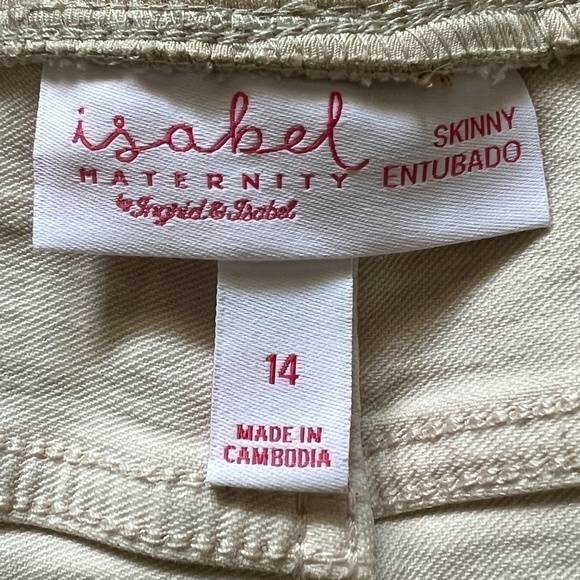 isabel
MATERNITY
by Ingrid & Isabel
SKINNY
ENTUBADO
14
MADE IN
CAMBODIA